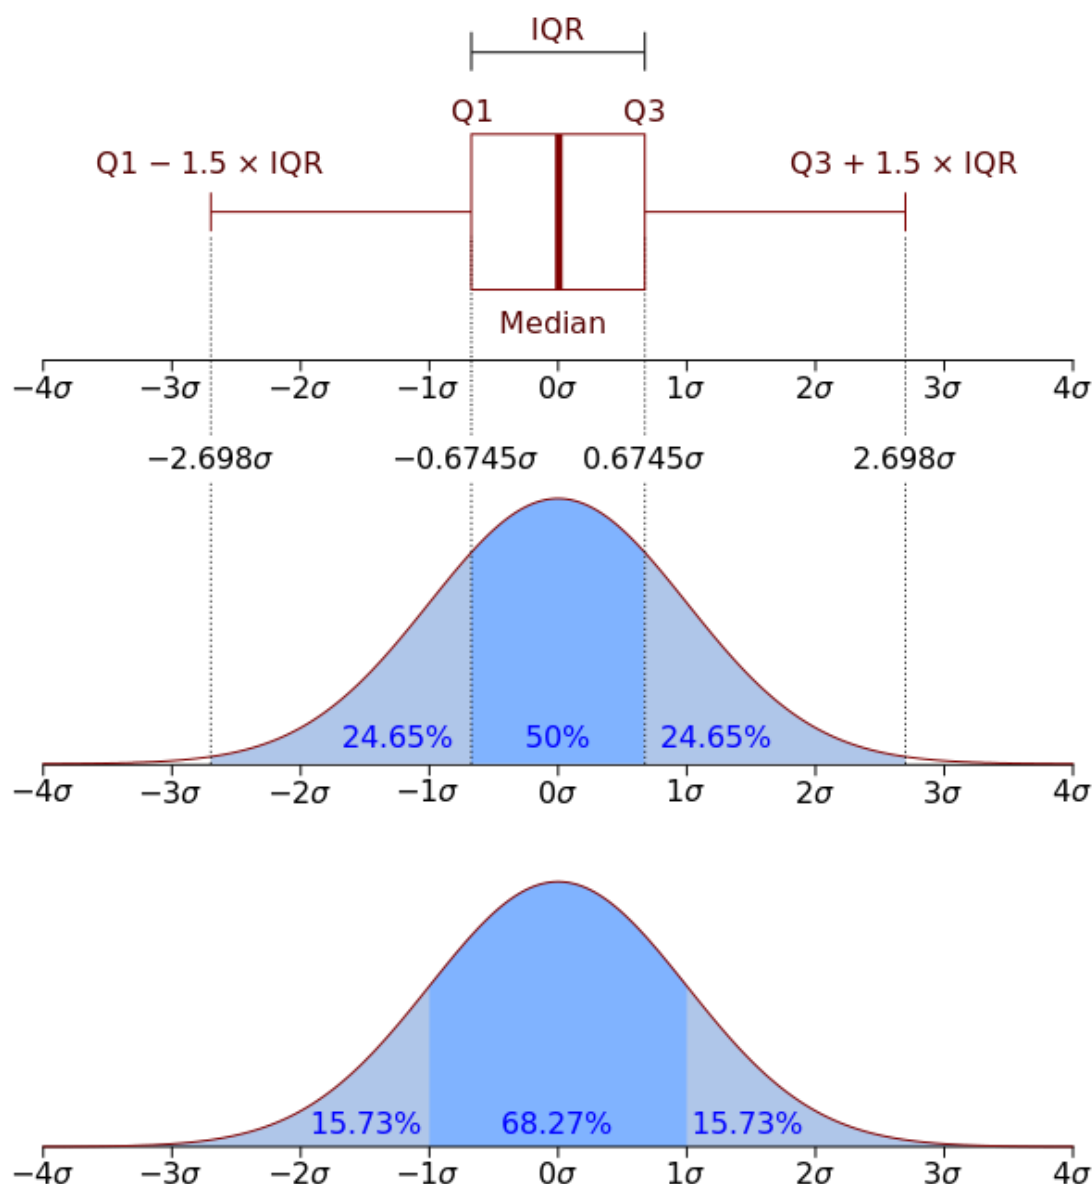 IQR
Q1 Q3
Q1 − 1.5 × IQR Q3 + 1.5 × IQR
Median
−4σ −3σ −2σ −1σ 0σ 1σ 2σ 3σ 4σ
−2.698σ −0.6745σ 0.6745σ 2.698σ
24.65% 50% 24.65%
−4σ −3σ −2σ −1σ 0σ 1σ 2σ 3σ 4σ
15.73% 68.27% 15.73%
−4σ −3σ −2σ −1σ 0σ 1σ 2σ 3σ 4σ